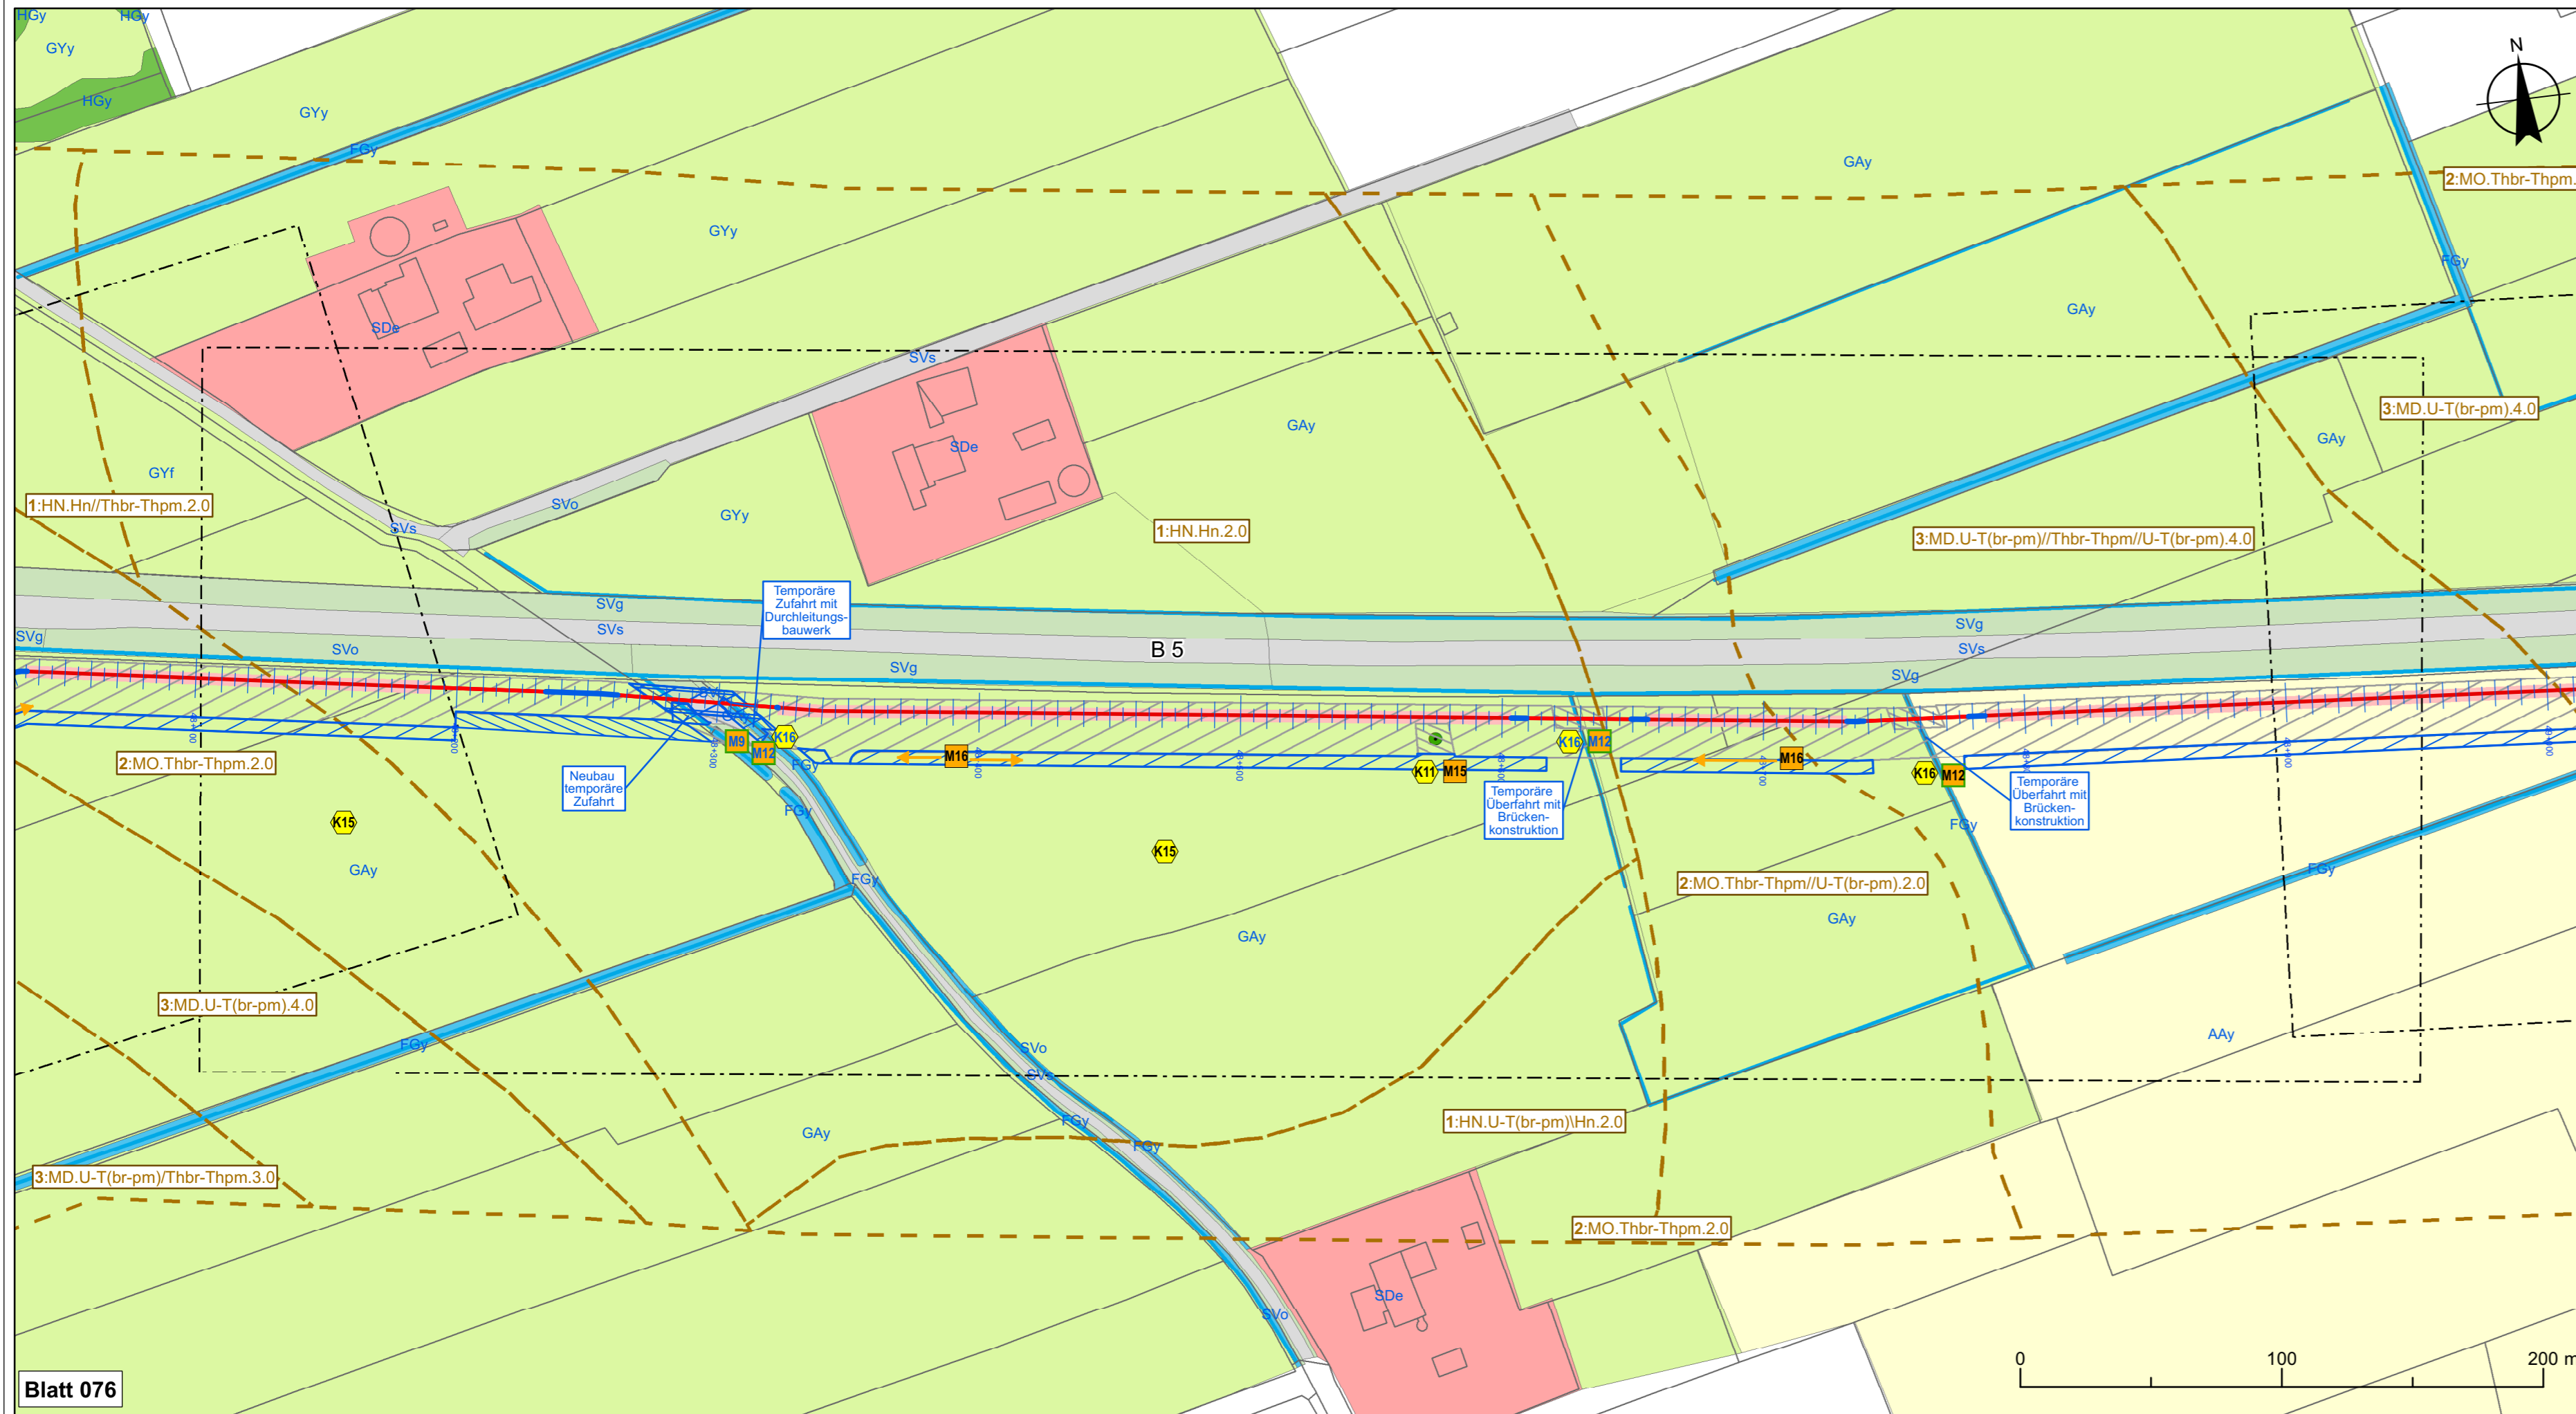 HGy
HGy
GYy
HGy
GYy
FGy
N
GAy
2:MO.Thbr-Thpm.
GYy
FGy
GAy
SDe
SVs
3:MD.U-T(br-pm).4.0
GAy
GAy
SDe
GYf
1:HN.Hn//Thbr-Thpm.2.0
SVo
GYy
SVs
1:HN.Hn.2.0
3:MD.U-T(br-pm)//Thbr-Thpm//U-T(br-pm).4.0
Temporäre
Zufahrt mit
Durchleitungs-
bauwerk
SVg
SVs
SVg
SVo
SVg
B 5
SVg
SVs
SVg
48+700
48+800
48+900
M9
M12
K16
FGy
M16
K11
M15
K16
M12
M16
K16
M12
2:MO.Thbr-Thpm.2.0
Neubau
temporäre
Zufahrt
Temporäre
Überfahrt mit
Brücken-
konstruktion
Temporäre
Überfahrt mit
Brücken-
konstruktion
FGy
FGy
K15
K15
GAy
FGy
FGy
2:MO.Thbr-Thpm//U-T(br-pm).2.0
GAy
GAy
3:MD.U-T(br-pm).4.0
FGy
SVo
SVs
AAy
GAy
FGy
FGy
1:HN.U-T(br-pm)\Hn.2.0
3:MD.U-T(br-pm)/Thbr-Thpm.3.0
2:MO.Thbr-Thpm.2.0
SDe
SVo
0 100 200 m
Blatt 076